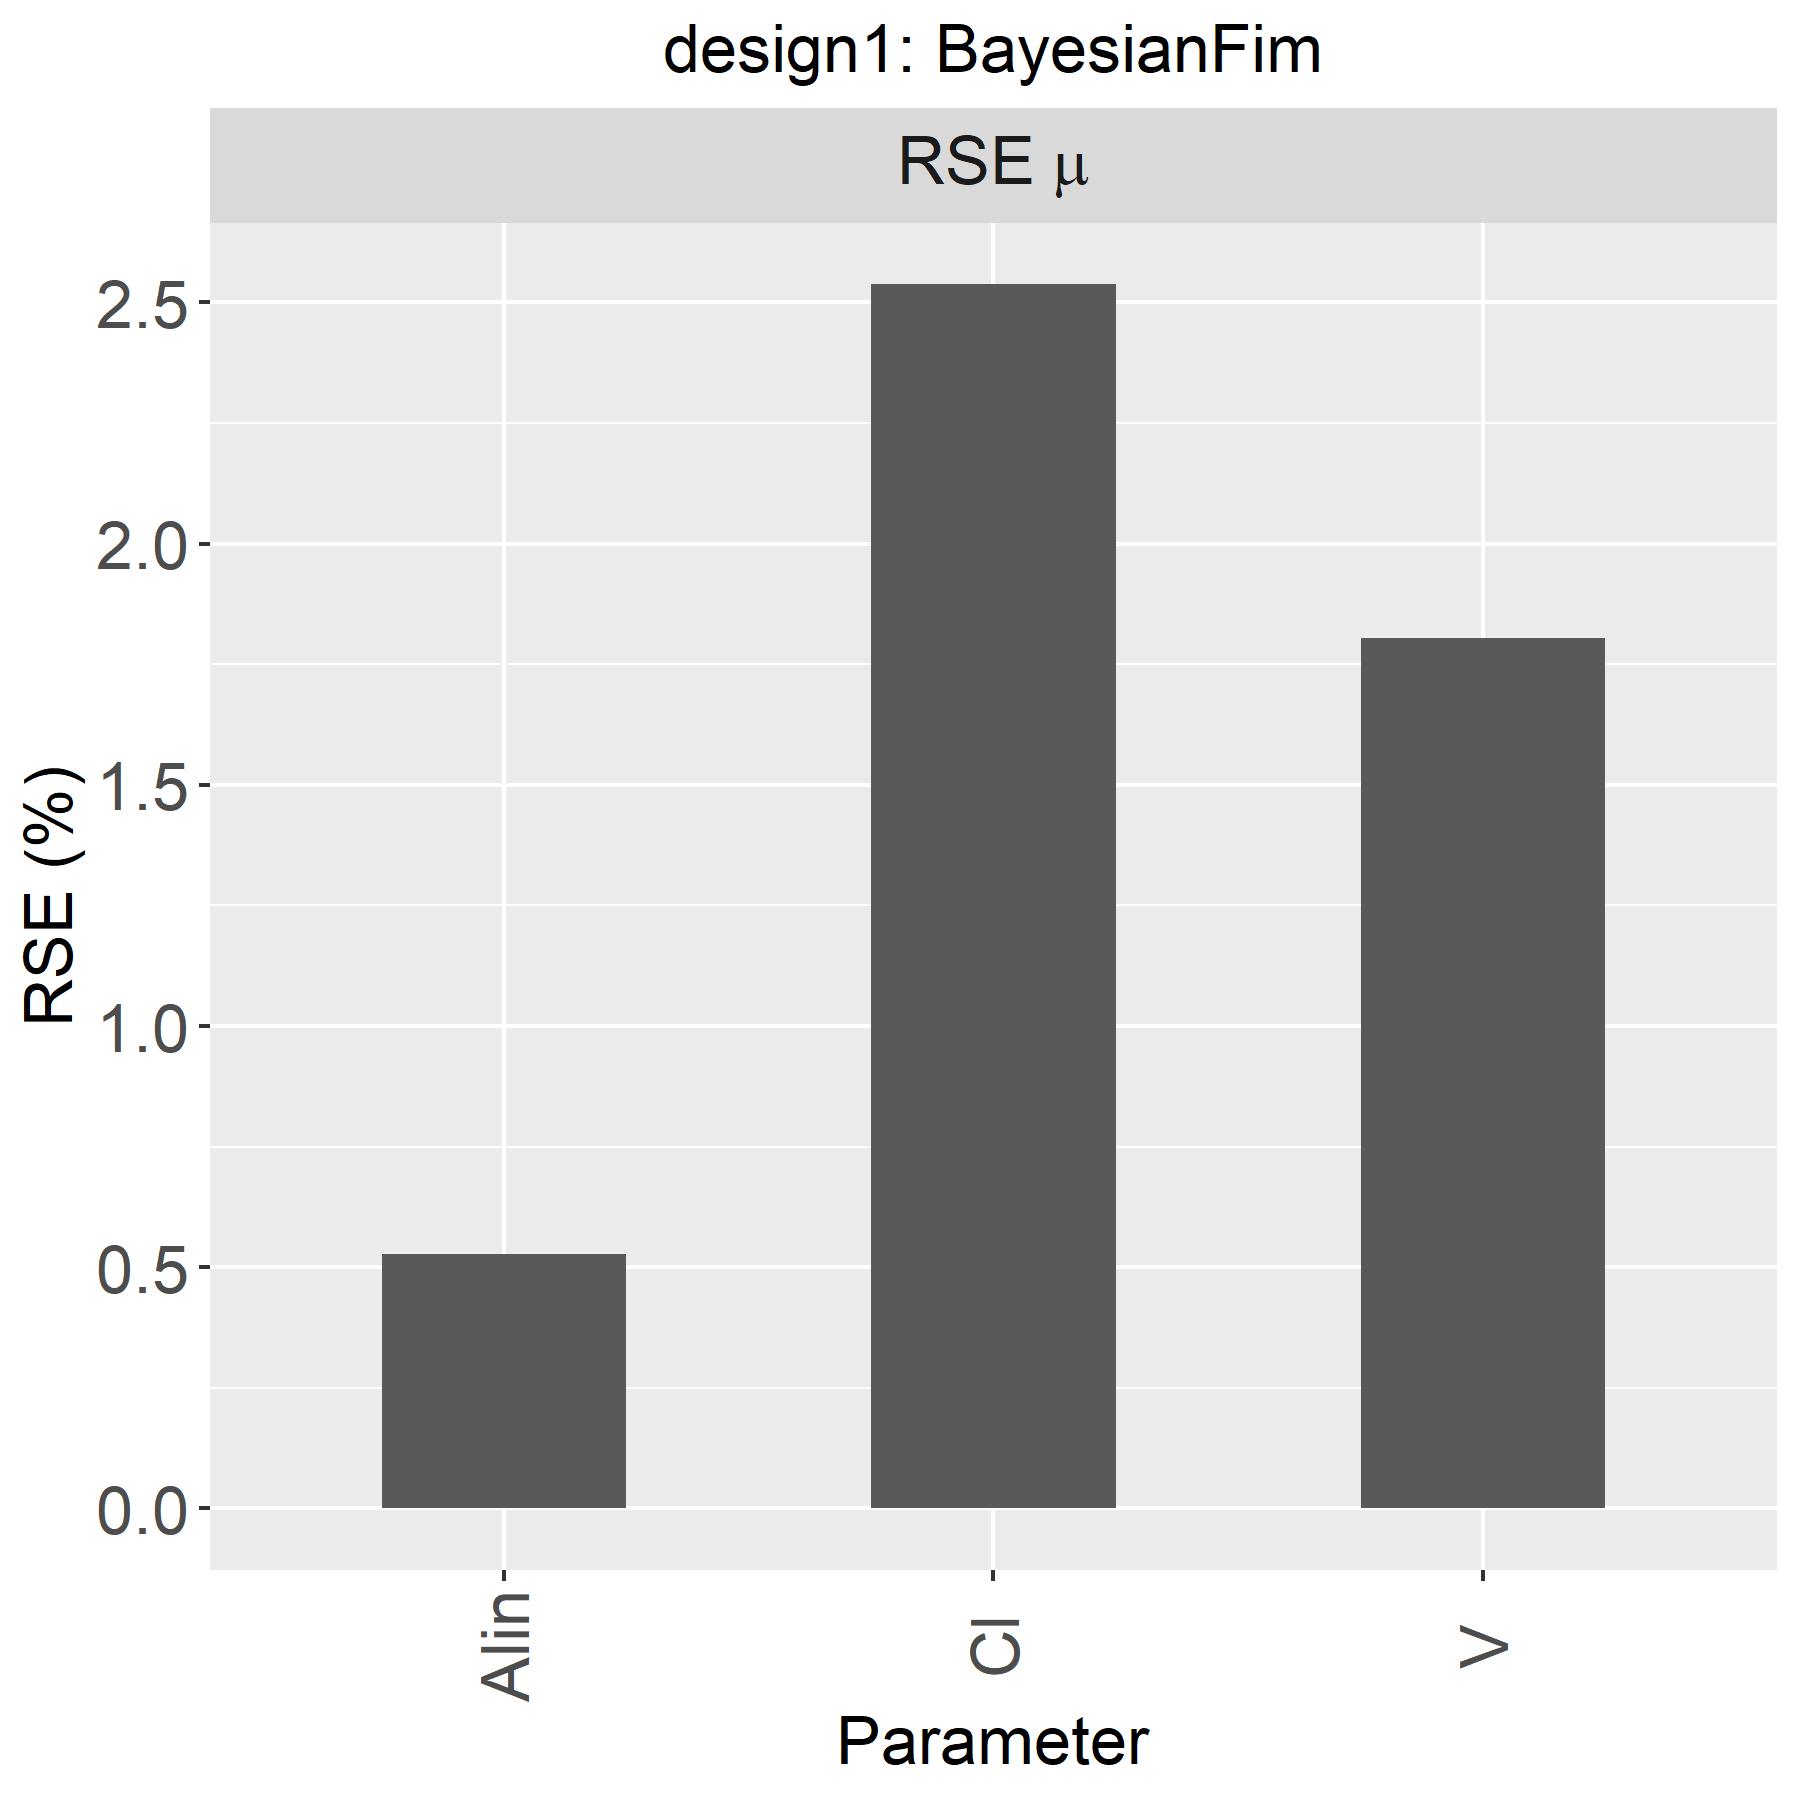 design1: BayesianFim
RSE μ
RSE (%)
2.5
2.0
1.5
1.0
0.5
0.0
Alin
Cl
V
Parameter